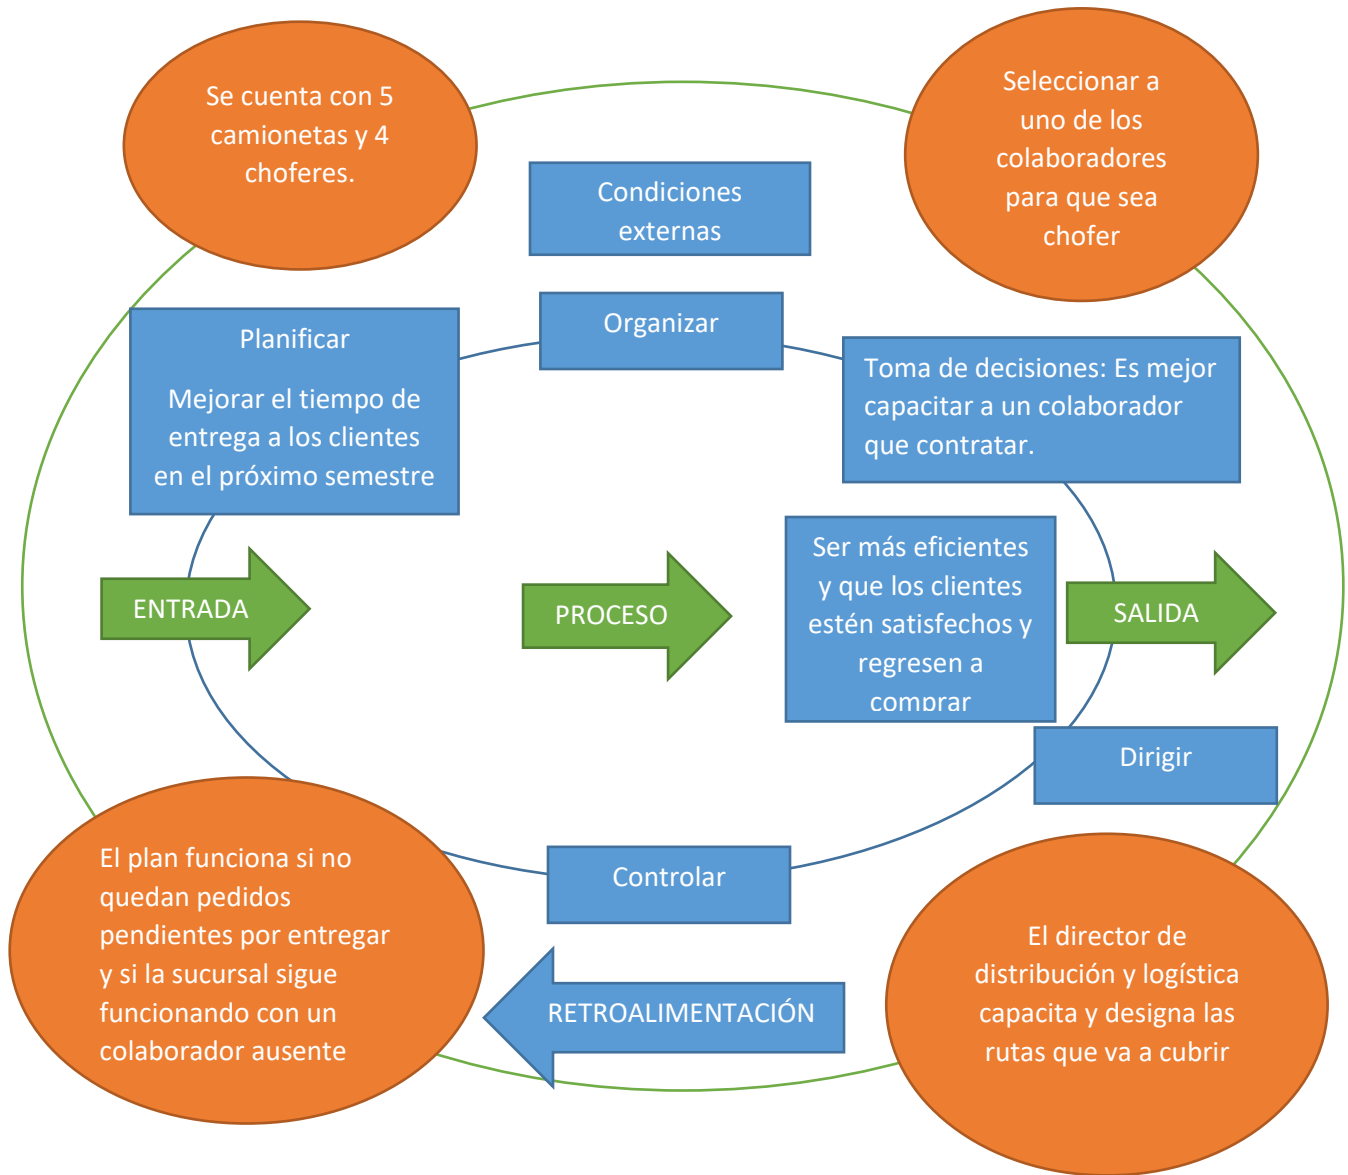 Se cuenta con 5
camionetas y 4
choferes.
Seleccionar a
uno de los
colaboradores
para que sea
chofer
Condiciones
externas
Planificar
Mejorar el tiempo de
entrega a los clientes
en el próximo semestre
Organizar
Toma de decisiones: Es mejor
capacitar a un colaborador
que contratar.
ENTRADA
PROCESO
Ser más eficientes
y que los clientes
estén satisfechos y
regresen a
comprar
SALIDA
Dirigir
El plan funciona si no
quedan pedidos
pendientes por entregar
y si la sucursal sigue
funcionando con un
colaborador ausente
Controlar
RETROALIMENTACIÓN
El director de
distribución y logística
capacita y designa las
rutas que va a cubrir